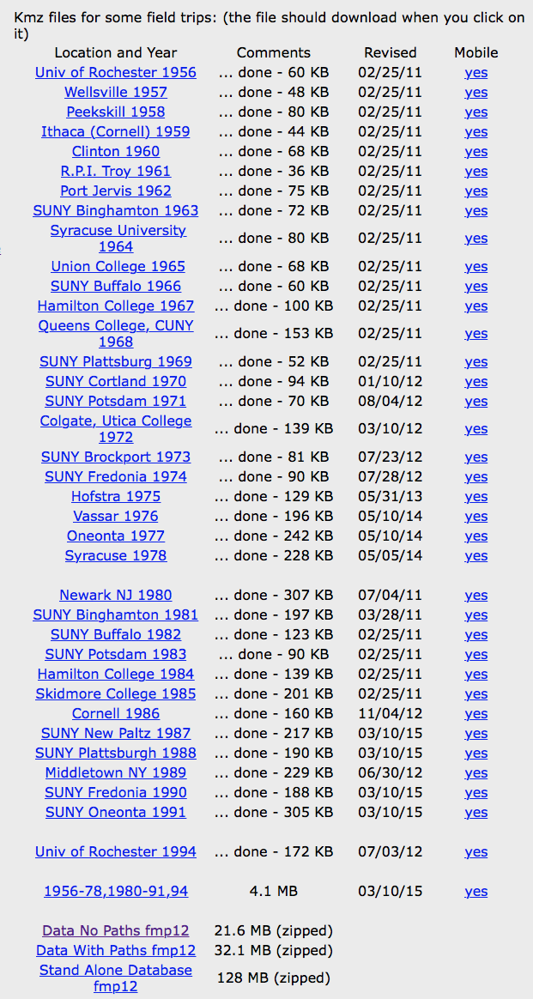 Kmz files for some field trips: (the file should download when you click on
it)
Location and Year Comments Revised Mobile
Univ of Rochester 1956 ... done - 60 KB 02/25/11 yes
Wellsville 1957 ... done - 48 KB 02/25/11 yes
Peekskill 1958 ... done - 80 KB 02/25/11 yes
Ithaca (Cornell) 1959 ... done - 44 KB 02/25/11 yes
Clinton 1960 ... done - 68 KB 02/25/11 yes
R.P.I. Troy 1961 ... done - 36 KB 02/25/11 yes
Port Jervis 1962 ... done - 75 KB 02/25/11 yes
SUNY Binghamton 1963 ... done - 72 KB 02/25/11 yes
Syracuse University
1964 ... done - 80 KB 02/25/11 yes
Union College 1965 ... done - 68 KB 02/25/11 yes
SUNY Buffalo 1966 ... done - 60 KB 02/25/11 yes
Hamilton College 1967 ... done - 100 KB 02/25/11 yes
Queens College, CUNY
1968 ... done - 153 KB 02/25/11 yes
SUNY Plattsburg 1969 ... done - 52 KB 02/25/11 yes
SUNY Cortland 1970 ... done - 94 KB 01/10/12 yes
SUNY Potsdam 1971 ... done - 70 KB 08/04/12 yes
Colgate, Utica College
1972 ... done - 139 KB 03/10/12 yes
SUNY Brockport 1973 ... done - 81 KB 07/23/12 yes
SUNY Fredonia 1974 ... done - 90 KB 07/28/12 yes
Hofstra 1975 ... done - 129 KB 05/31/13 yes
Vassar 1976 ... done - 196 KB 05/10/14 yes
Oneonta 1977 ... done - 242 KB 05/10/14 yes
Syracuse 1978 ... done - 228 KB 05/05/14 yes
Newark NJ 1980 ... done - 307 KB 07/04/11 yes
SUNY Binghamton 1981 ... done - 197 KB 03/28/11 yes
SUNY Buffalo 1982 ... done - 123 KB 02/25/11 yes
SUNY Potsdam 1983 ... done - 90 KB 02/25/11 yes
Hamilton College 1984 ... done - 139 KB 02/25/11 yes
Skidmore College 1985 ... done - 201 KB 02/25/11 yes
Cornell 1986 ... done - 160 KB 11/04/12 yes
SUNY New Paltz 1987 ... done - 217 KB 03/10/15 yes
SUNY Plattsburgh 1988 ... done - 190 KB 03/10/15 yes
Middletown NY 1989 ... done - 229 KB 06/30/12 yes
SUNY Fredonia 1990 ... done - 188 KB 03/10/15 yes
SUNY Oneonta 1991 ... done - 305 KB 03/10/15 yes
Univ of Rochester 1994 ... done - 172 KB 07/03/12 yes
1956-78,1980-91,94 4.1 MB 03/10/15 yes
Data No Paths fmp12 21.6 MB (zipped)
Data With Paths fmp12 32.1 MB (zipped)
Stand Alone Database
fmp12 128 MB (zipped)